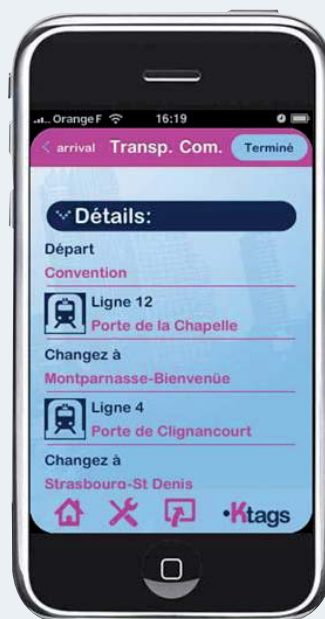 Orange F 16:19
arrival Transp. Com. Terminé
Détails:
Départ
Convention
Ligne 12
Porte de la Chapelle
Changez à
Montparnasse-Bienvenüe
Ligne 4
Porte de Clignancourt
Changez à
Strasbourg-St Denis
•Ktags